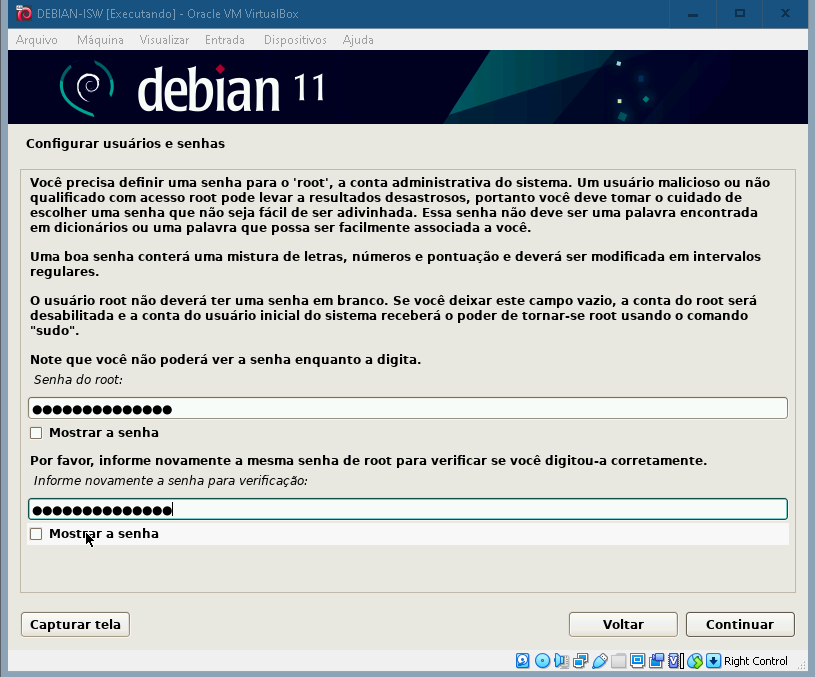 DEBIAN-ISW [Executando] - Oracle VM VirtualBox
Arquivo Máquina Visualizar Entrada Dispositivos Ajuda
debian 11
Configurar usuários e senhas
Você precisa definir uma senha para o 'root', a conta administrativa do sistema. Um usuário malicioso ou não
qualificado com acesso root pode levar a resultados desastrosos, portanto você deve tomar o cuidado de
escolher uma senha que não seja fácil de ser adivinhada. Essa senha não deve ser uma palavra encontrada
em dicionários ou uma palavra que possa ser facilmente associada a você.
Uma boa senha conterá uma mistura de letras, números e pontuação e deverá ser modificada em intervalos
regulares.
O usuário root não deverá ter uma senha em branco. Se você deixar este campo vazio, a conta do root será
desabilitada e a conta do usuário inicial do sistema receberá o poder de tornar-se root usando o comando
"sudo".
Note que você não poderá ver a senha enquanto a digita.
Senha do root:
●●●●●●●●●●●●●●
Mostrar a senha
Por favor, informe novamente a mesma senha de root para verificar se você digitou-a corretamente.
Informe novamente a senha para verificação:
●●●●●●●●●●●●●●
Mostrar a senha
Capturar tela Voltar Continuar
Right Control